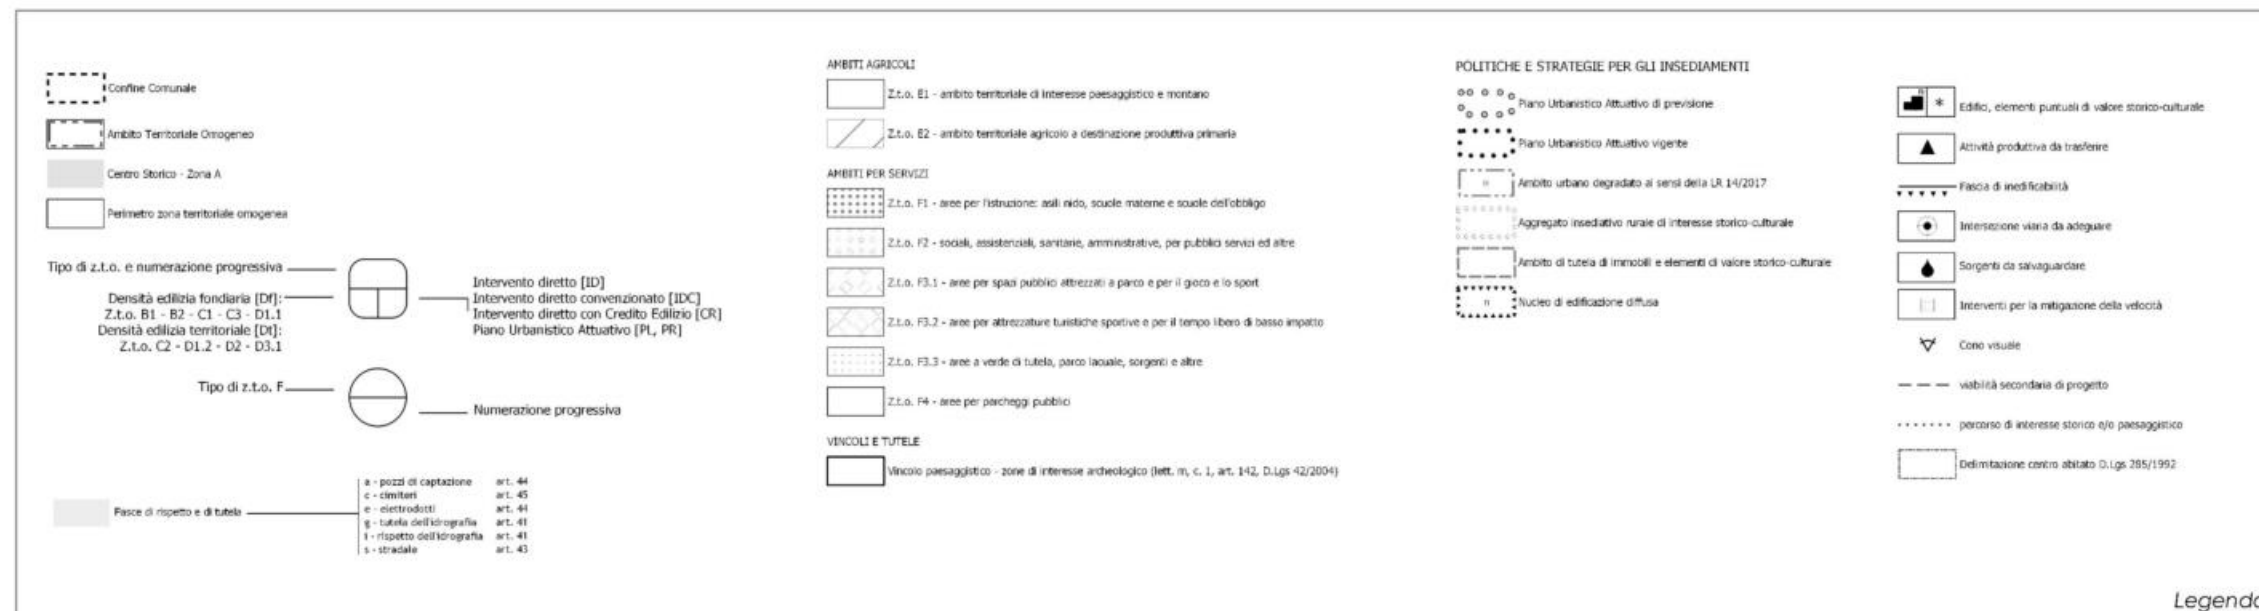 Confine Comunale
Ambito Territoriale Omogeneo
Centro Storico - Zona A
Perimetro zona territoriale omogenea
Tipo di z.t.o. e numerazione progressiva
Densità edilizia fondiaria [Df]:
Z.t.o. B1 - B2 - C1 - C3 - D1.1
Densità edilizia territoriale [Dt]:
Z.t.o. C2 - D1.2 - D2 - D3.1
Intervento diretto [ID]
Intervento diretto convenzionato [IDC]
Intervento diretto con Credito Edilizio [CR]
Piano Urbanistico Attuativo [PL, PR]
Tipo di z.t.o. F
Numerazione progressiva
Fasce di rispetto e di tutela
a - pozzi di captazione art. 44
c - cimiteri art. 45
e - elettrodotti art. 44
g - tutela dell'idrografia art. 41
i - rispetto dell'idrografia art. 41
s - stradale art. 43
AMBITI AGRICOLI
Z.t.o. E1 - ambito territoriale di interesse paesaggistico e montano
Z.t.o. E2 - ambito territoriale agricolo a destinazione produttiva primaria
AMBITI PER SERVIZI
Z.t.o. F1 - aree per l'istruzione: asili nido, scuole materne e scuole dell'obbligo
Z.t.o. F2 - sociali, assistenziali, sanitarie, amministrative, per pubblici servizi ed altre
Z.t.o. F3.1 - aree per spazi pubblici attrezzati a parco e per il gioco e lo sport
Z.t.o. F3.2 - aree per attrezzature turistiche sportive e per il tempo libero di basso impatto
Z.t.o. F3.3 - aree a verde di tutela, parco lacuale, sorgenti e altre
Z.t.o. F4 - aree per parcheggi pubblici
VINCOLI E TUTELE
Vincolo paesaggistico - zone di interesse archeologico (lett. m, c. 1, art. 142, D.Lgs 42/2004)
POLITICHE E STRATEGIE PER GLI INSEDIAMENTI
Piano Urbanistico Attuativo di previsione
Piano Urbanistico Attuativo vigente
n Ambito urbano degradato ai sensi della LR 14/2017
Aggregato insediativo rurale di interesse storico-culturale
Ambito di tutela di immobili e elementi di valore storico-culturale
n Nucleo di edificazione diffusa
n * Edifici, elementi puntuali di valore storico-culturale
Attività produttiva da trasferire
Fascia di inedificabilità
Intersezione viaria da adeguare
Sorgenti da salvaguardare
Interventi per la mitigazione della velocità
Cono visuale
viabilità secondaria di progetto
percorso di interesse storico e/o paesaggistico
Delimitazione centro abitato D.Lgs 285/1992
Legenda